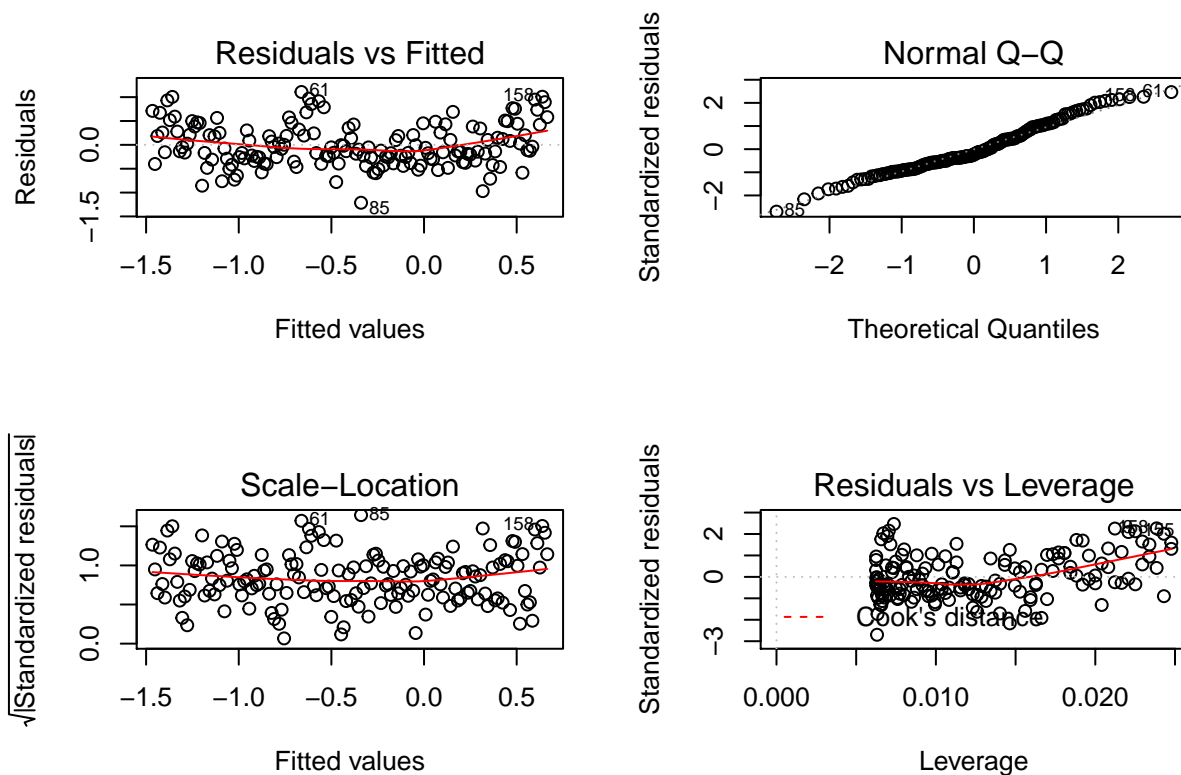 Residuals vs Fitted
Residuals
0.0
−1.5
61
158
85
−1.5 −1.0 −0.5 0.0 0.5
Fitted values
Normal Q−Q
Standardized residuals
2
0
−2
158
61
85
−2 −1 0 1 2
Theoretical Quantiles
Scale−Location
√|Standardized residuals|
1.0
0.0
61
85
158
−1.5 −1.0 −0.5 0.0 0.5
Fitted values
Residuals vs Leverage
Standardized residuals
2
0
−3
158
Cook's distance
0.000 0.010 0.020
Leverage